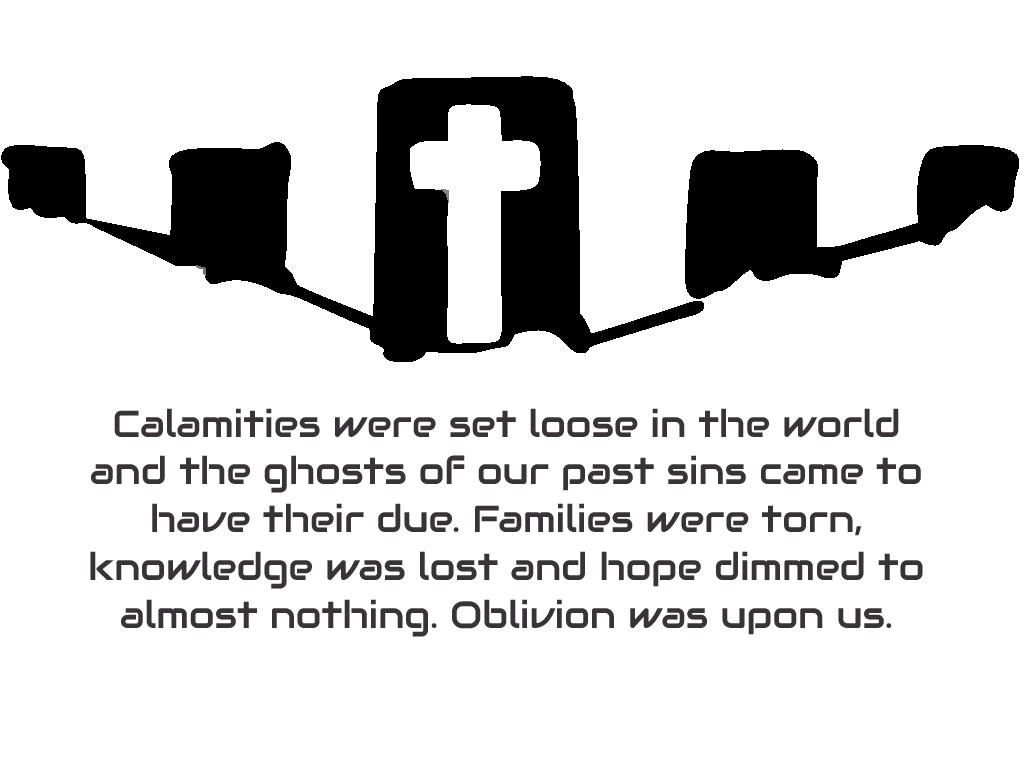 Calamities were set loose in the world
and the ghosts of our past sins came to
have their due. Families were torn,
knowledge was lost and hope dimmed to
almost nothing. Oblivion was upon us.